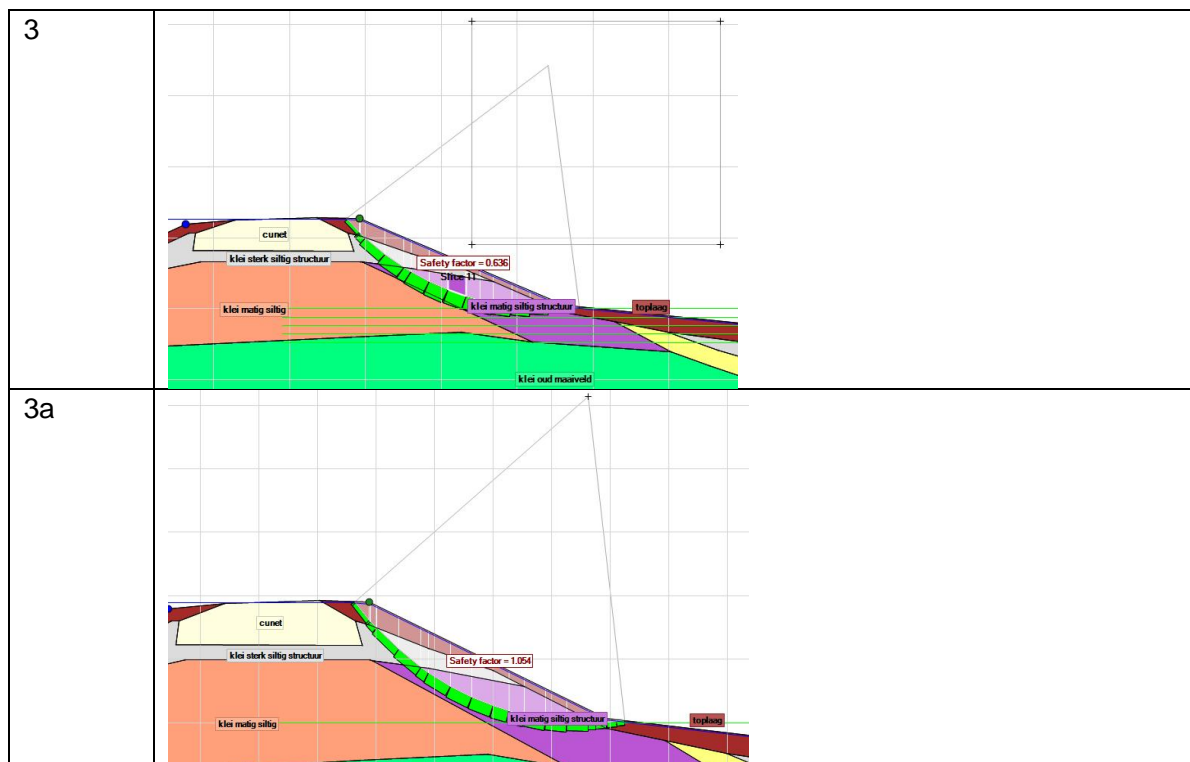 3
cunet
klei sterk siltig structuur
Safety factor = 0.636
Slice 11
klei matig siltig
klei matig siltig structuur
toplaag
klei oud maaiveld
3a
cunet
klei sterk siltig structuur
Safety factor = 1.054
klei matig siltig
klei matig siltig structuur
toplaag